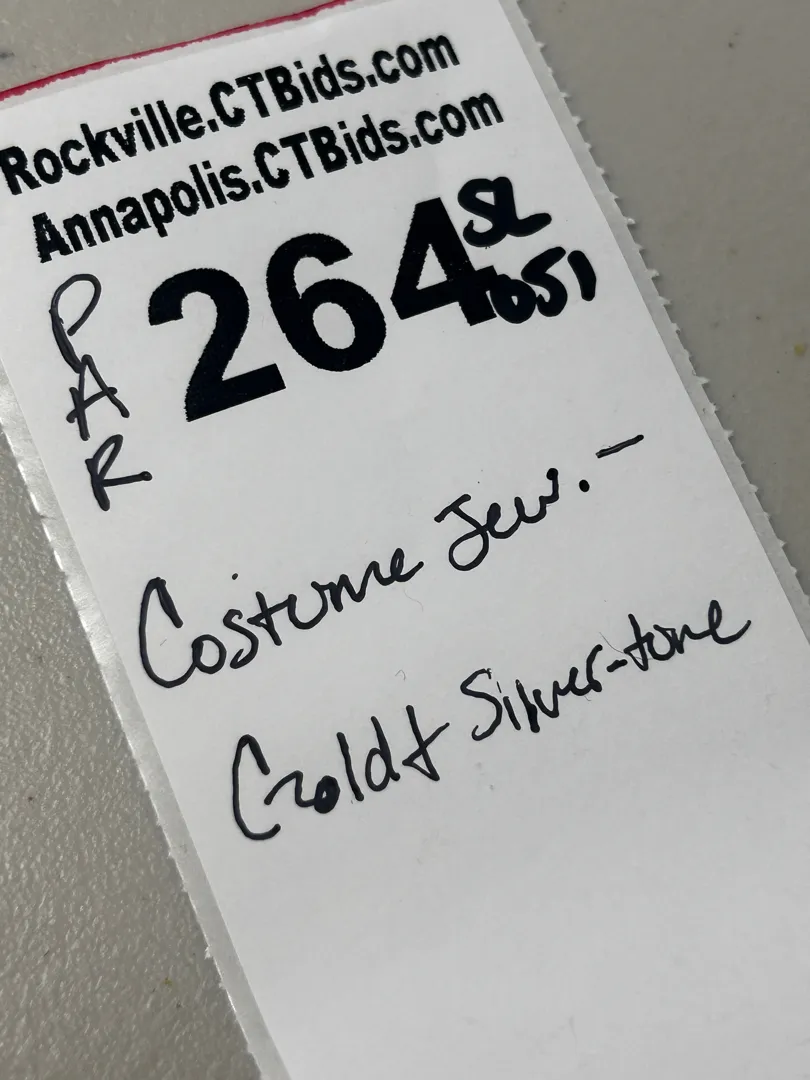 Rockville.CTBids.com
Annapolis.CTBids.com
PAR
264
SL
051
Costume Jew. -
Gold + Silver-tone